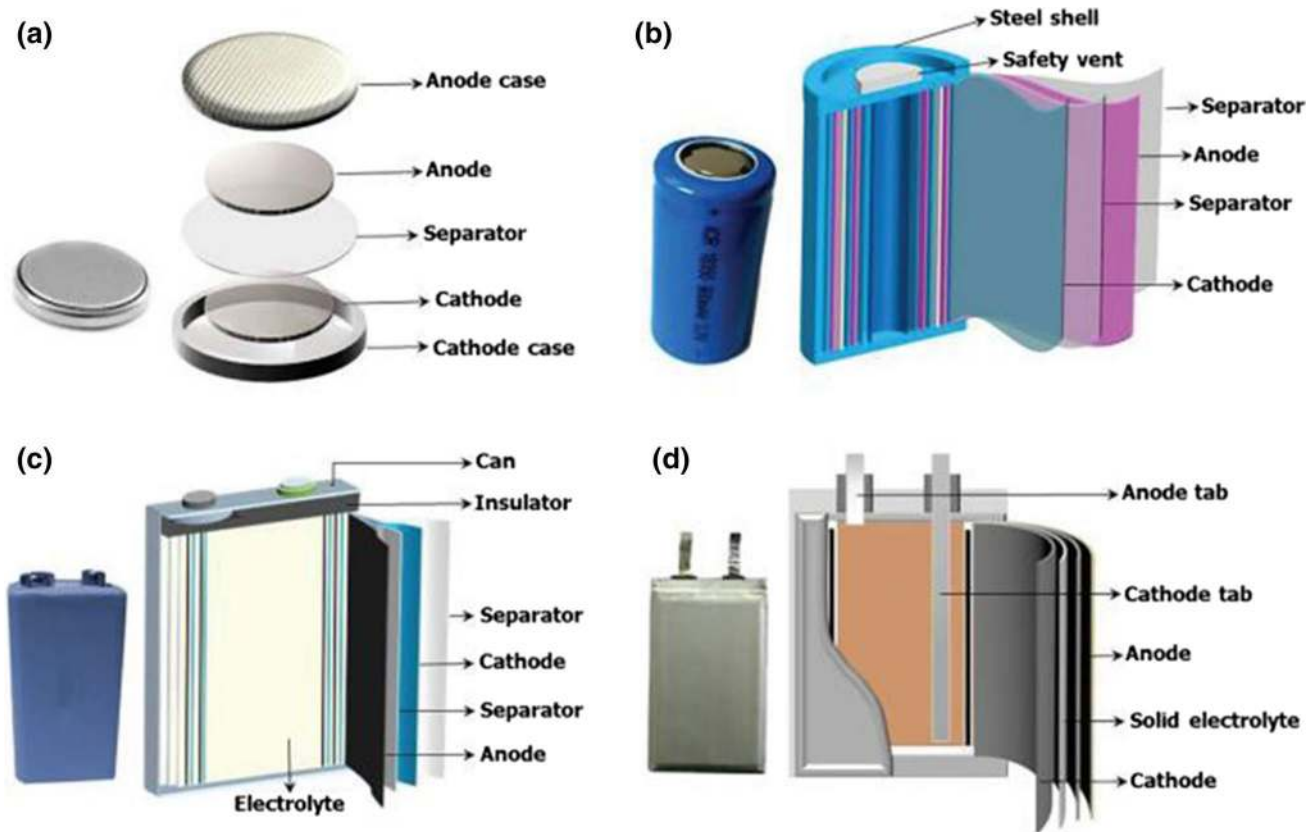 (a)
Anode case
Anode
Separator
Cathode
Cathode case
(b)
Steel shell
Safety vent
Separator
Anode
Separator
Cathode
(c)
Can
Insulator
Separator
Cathode
Separator
Anode
Electrolyte
(d)
Anode tab
Cathode tab
Anode
Solid electrolyte
Cathode